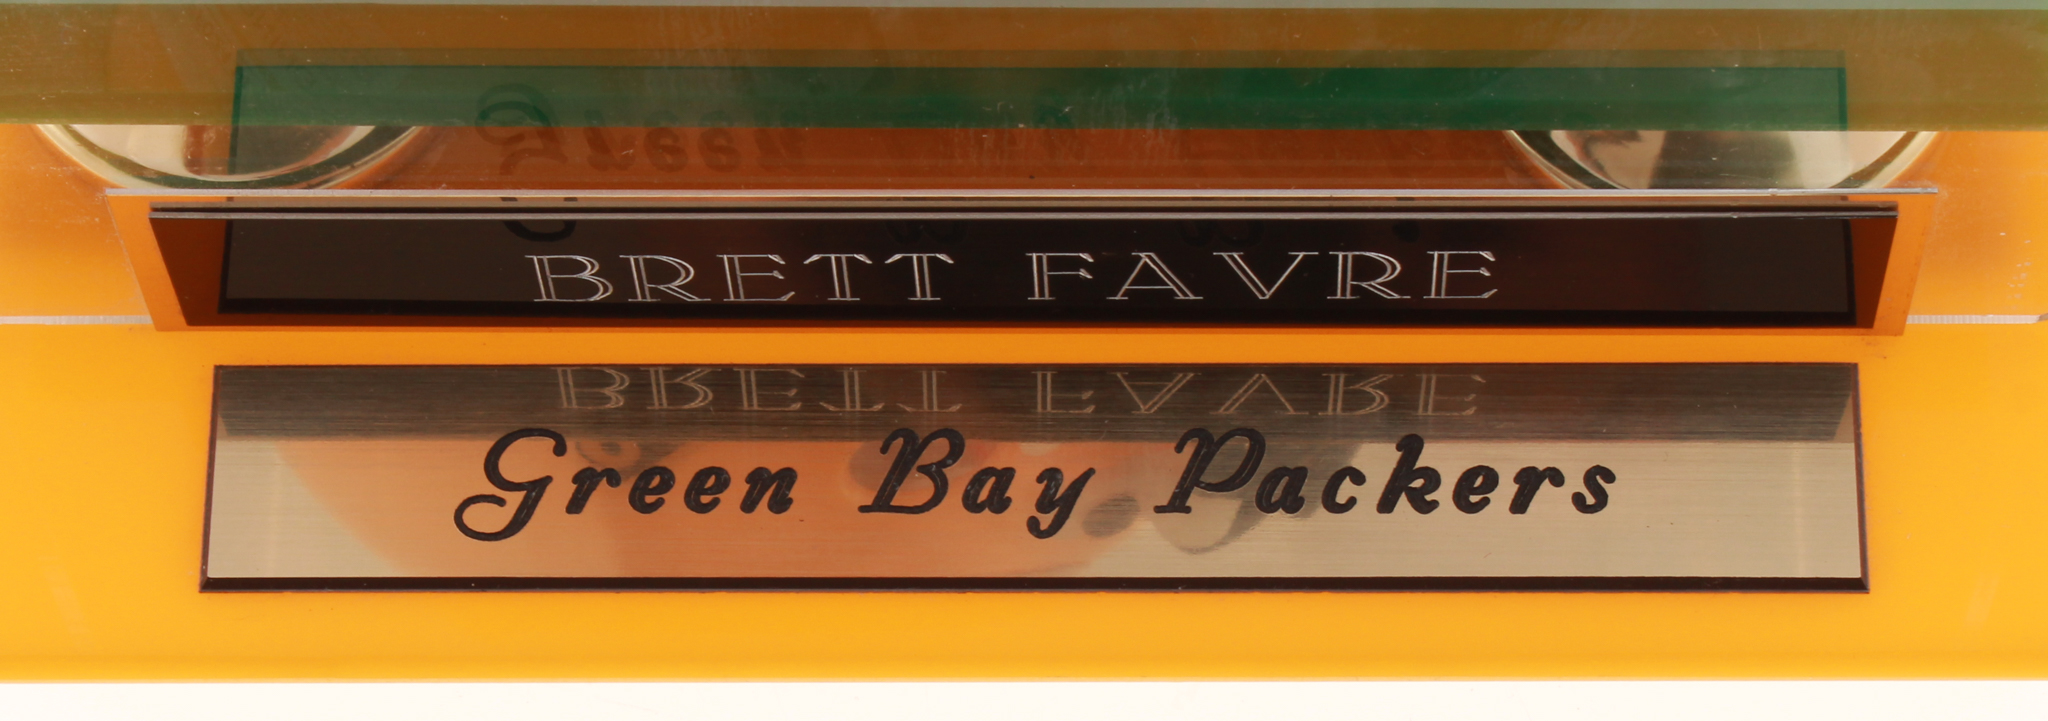 BRETT FAVRE
Green Bay Packers